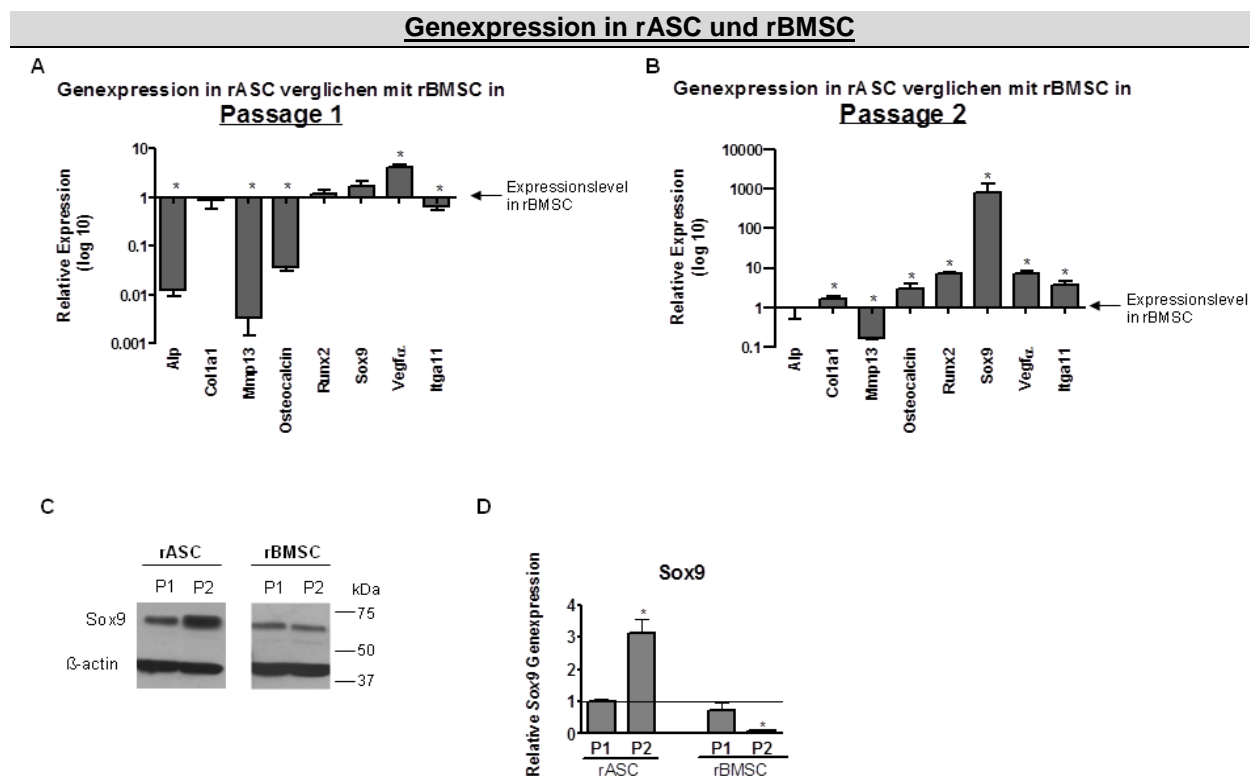 Genexpression in rASC und rBMSC
A
Genexpression in rASC verglichen mit rBMSC in
Passage 1
Relative Expression
(log 10)
10
1
0.1
0.01
0.001
* * * * *
Expressionslevel
in rBMSC
Alp
Col1a1
Mmp13
Osteocalcin
Runx2
Sox9
Vegfα
Itga11
B
Genexpression in rASC verglichen mit rBMSC in
Passage 2
Relative Expression
(log 10)
10000
1000
100
10
1
0.1
* * * * * * *
Expressionslevel
in rBMSC
Alp
Col1a1
Mmp13
Osteocalcin
Runx2
Sox9
Vegfα.
Itga11
C
rASC rBMSC
P1 P2 P1 P2 kDa
Sox9
ß-actin
75
50
37
D
Sox9
Relative Sox9 Genexpression
4
3
2
1
0
* *
P1 P2 P1 P2
rASC rBMSC